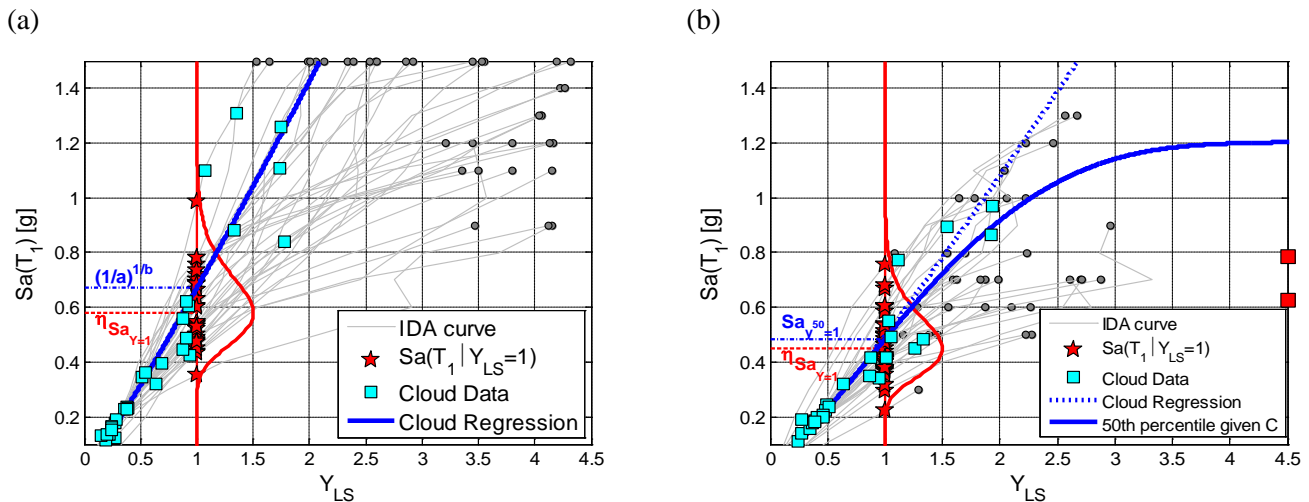 (a)
(b)
Sa(T1) [g]
1.4
1.2
1
0.8
0.6
0.4
0.2
(1/a)^1/b
ηSaY=1
IDA curve
Sa(T1|YLS=1)
Cloud Data
Cloud Regression
0 0.5 1 1.5 2 2.5 3 3.5 4 4.5
YLS
Sa(T1) [g]
1.4
1.2
1
0.8
0.6
0.4
0.2
SaY50=1
ηSaY=1
IDA curve
Sa(T1|YLS=1)
Cloud Data
Cloud Regression
50th percentile given C
0 0.5 1 1.5 2 2.5 3 3.5 4 4.5
YLS